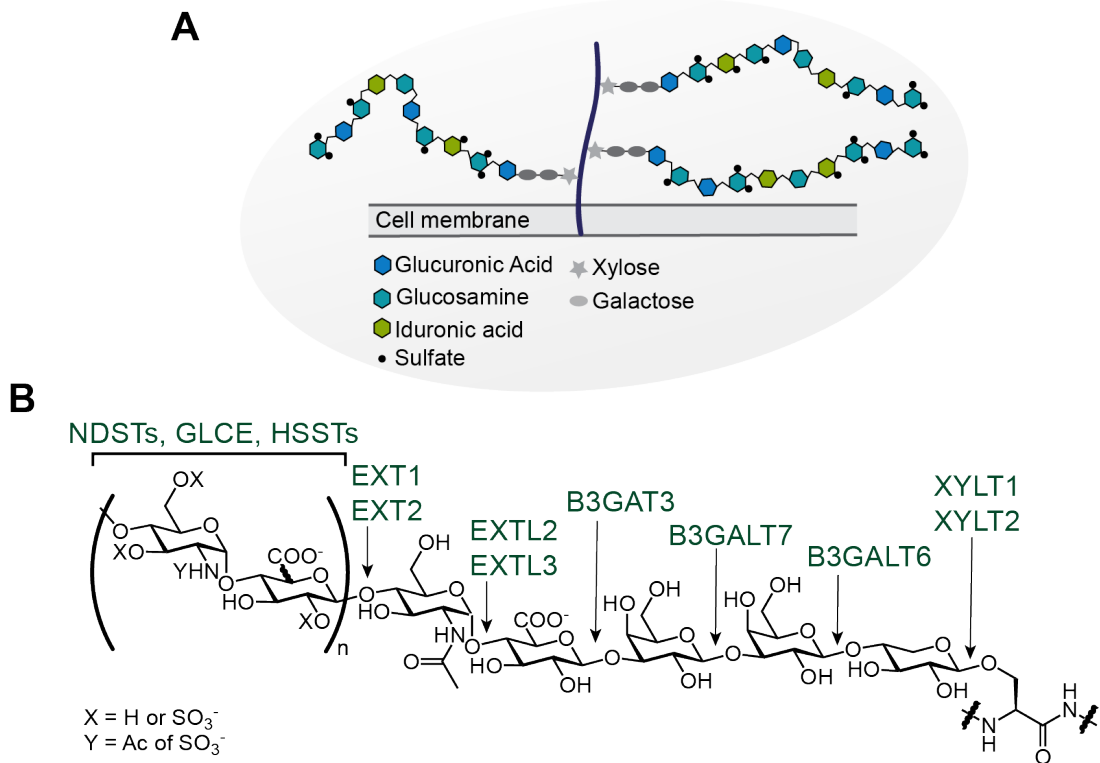 A
Cell membrane
Glucuronic Acid
Xylose
Glucosamine
Galactose
Iduronic acid
Sulfate
B
NDSTs, GLCE, HSSTs
EXT1
EXT2
EXTL2
EXTL3
B3GAT3
B3GALT7
B3GALT6
XYLT1
XYLT2
OX
O
O
XO
YHN
O
COO⁻
O
HO
XO
n
O
OH
O
HO
HN
O
O
COO⁻
O
HO
OH
O
HO
OH
O
OH
O
HO
OH
O
OH
O
O
HO
OH
O
N
H
O
H
N
X = H or SO₃⁻
Y = Ac of SO₃⁻